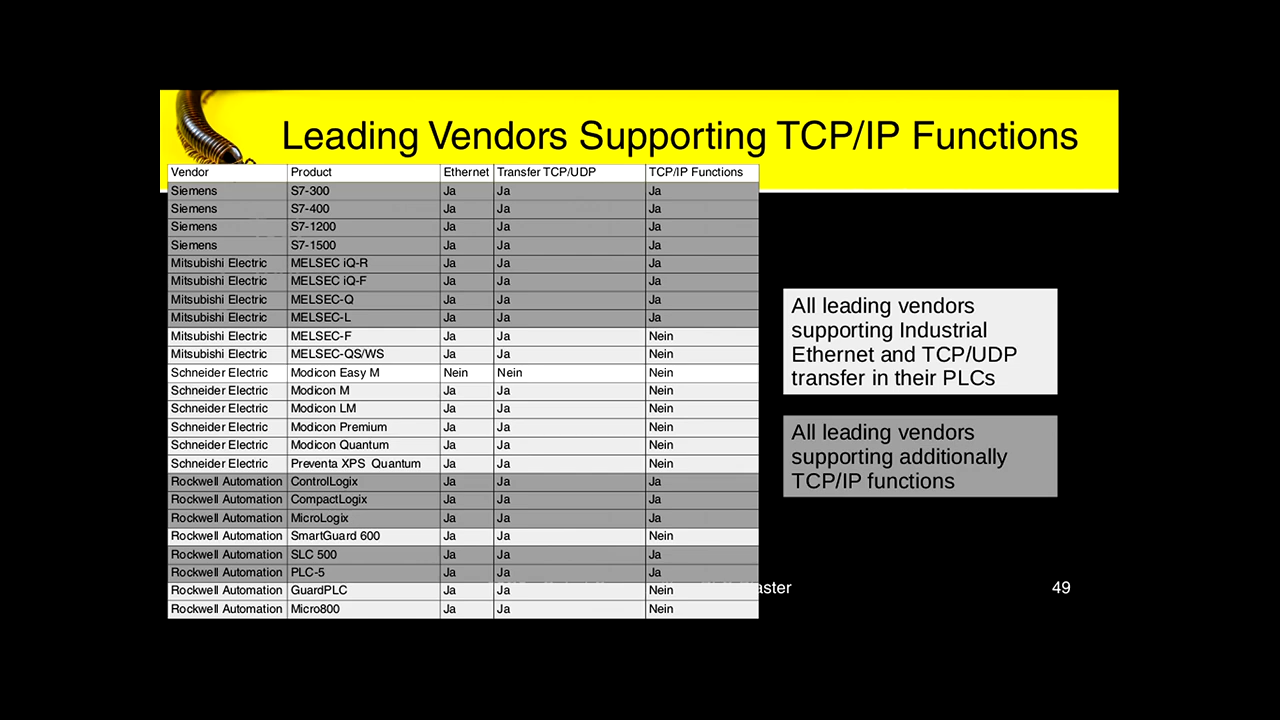 Leading Vendors Supporting TCP/IP Functions
Vendor Product Ethernet Transfer TCP/UDP TCP/IP Functions
Siemens S7-300 Ja Ja Ja
Siemens S7-400 Ja Ja Ja
Siemens S7-1200 Ja Ja Ja
Siemens S7-1500 Ja Ja Ja
Mitsubishi Electric MELSEC iQ-R Ja Ja Ja
Mitsubishi Electric MELSEC iQ-F Ja Ja Ja
Mitsubishi Electric MELSEC-Q Ja Ja Ja
Mitsubishi Electric MELSEC-L Ja Ja Ja
Mitsubishi Electric MELSEC-F Ja Ja Nein
Mitsubishi Electric MELSEC-QS/WS Ja Ja Nein
Schneider Electric Modicon Easy M Nein Nein Nein
Schneider Electric Modicon M Ja Ja Nein
Schneider Electric Modicon LM Ja Ja Nein
Schneider Electric Modicon Premium Ja Ja Nein
Schneider Electric Modicon Quantum Ja Ja Nein
Schneider Electric Preventa XPS Quantum Ja Ja Nein
Rockwell Automation ControlLogix Ja Ja Ja
Rockwell Automation CompactLogix Ja Ja Ja
Rockwell Automation MicroLogix Ja Ja Ja
Rockwell Automation SmartGuard 600 Ja Ja Nein
Rockwell Automation SLC 500 Ja Ja Ja
Rockwell Automation PLC-5 Ja Ja Ja
Rockwell Automation GuardPLC Ja Ja Nein
Rockwell Automation Micro800 Ja Ja Nein
All leading vendors
supporting Industrial
Ethernet and TCP/UDP
transfer in their PLCs
All leading vendors
supporting additionally
TCP/IP functions
49